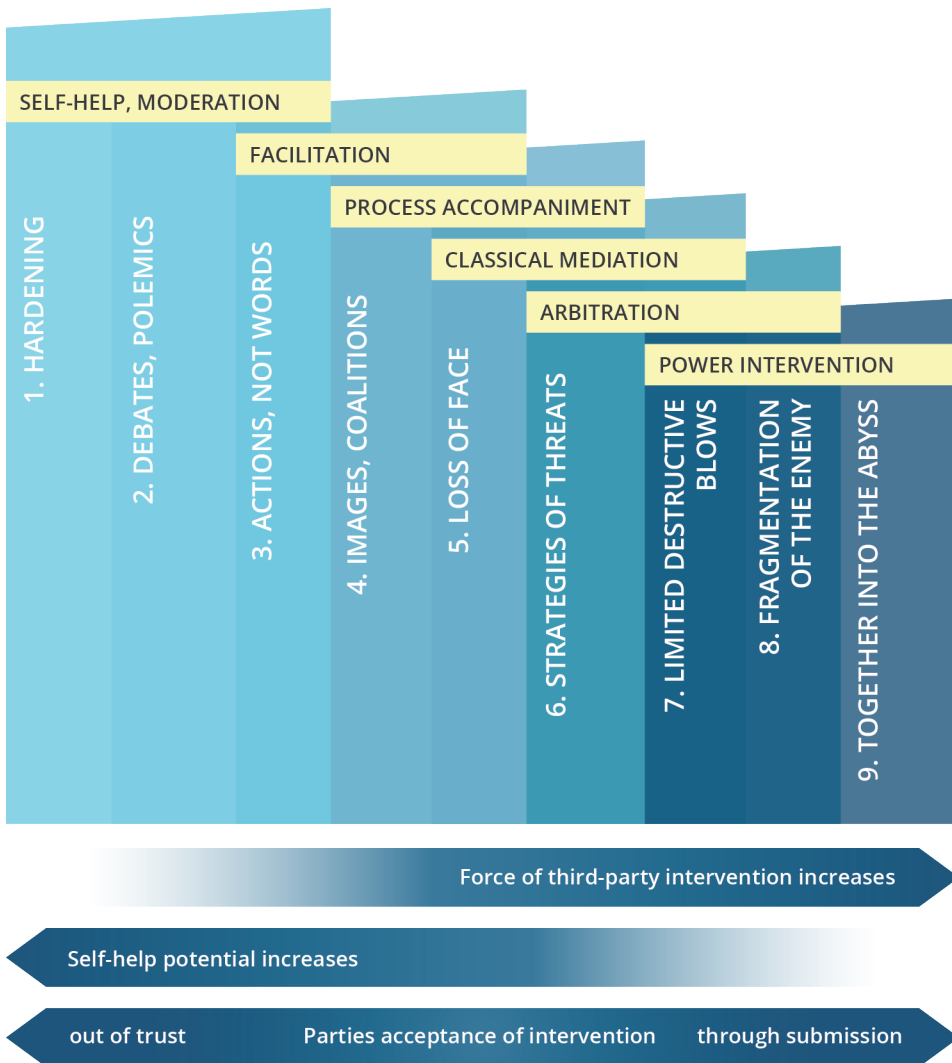 SELF-HELP, MODERATION
FACILITATION
PROCESS ACCOMPANIMENT
CLASSICAL MEDIATION
ARBITRATION
POWER INTERVENTION
1. HARDENING
2. DEBATES, POLEMICS
3. ACTIONS, NOT WORDS
4. IMAGES, COALITIONS
5. LOSS OF FACE
6. STRATEGIES OF THREATS
7. LIMITED DESTRUCTIVE
BLOWS
8. FRAGMENTATION
OF THE ENEMY
9. TOGETHER INTO THE ABYSS
Force of third-party intervention increases
Self-help potential increases
out of trust Parties acceptance of intervention through submission